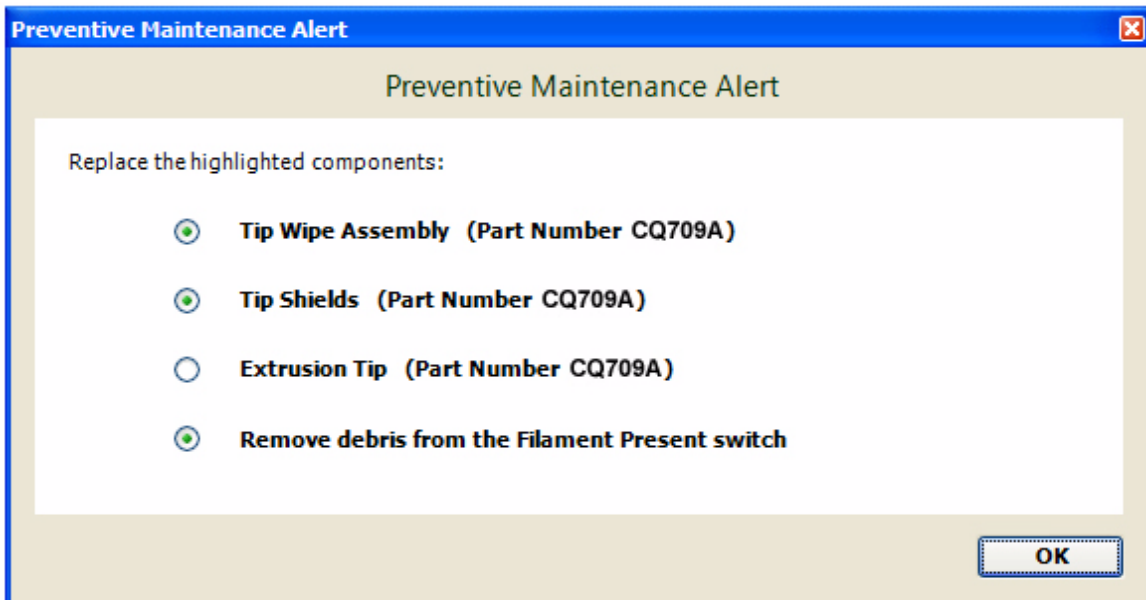 Preventive Maintenance Alert
Preventive Maintenance Alert
Replace the highlighted components:
Tip Wipe Assembly (Part Number CQ709A)
Tip Shields (Part Number CQ709A)
Extrusion Tip (Part Number CQ709A)
Remove debris from the Filament Present switch
OK